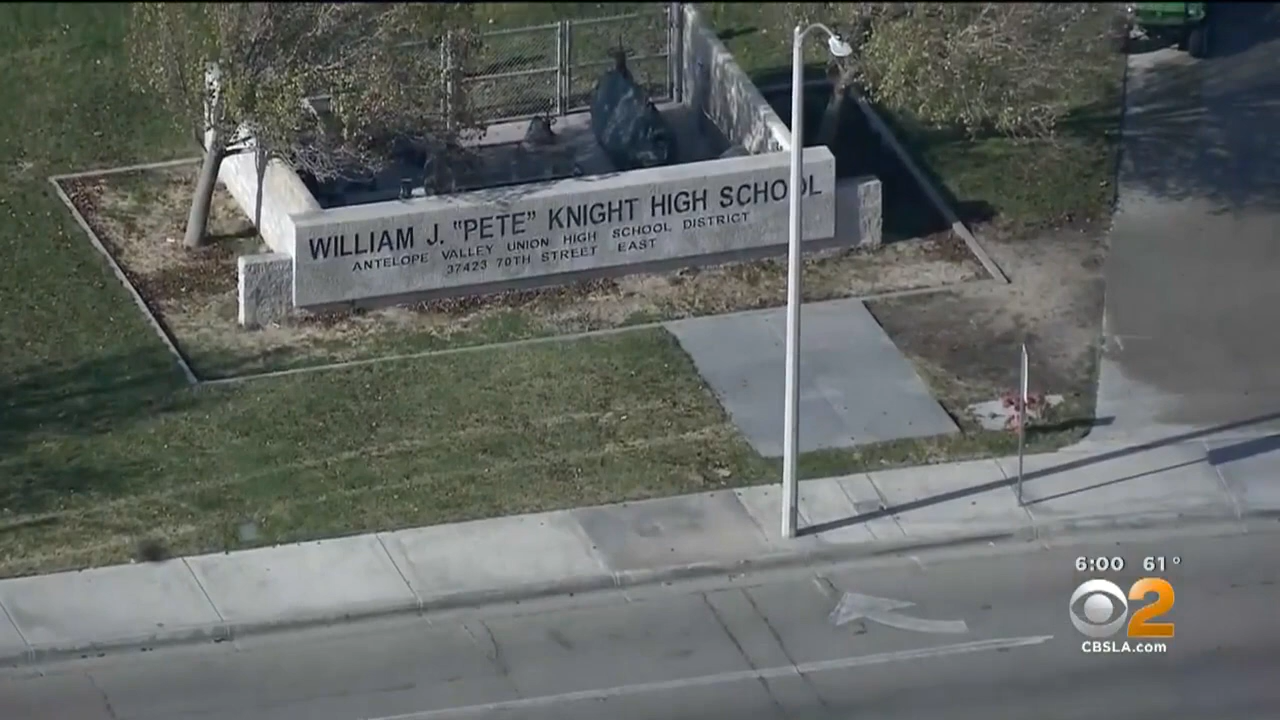 WILLIAM J. "PETE" KNIGHT HIGH SCHOOL
ANTELOPE VALLEY UNION HIGH SCHOOL DISTRICT
37423 70TH STREET EAST
6:00 61°
2
CBSLA.com